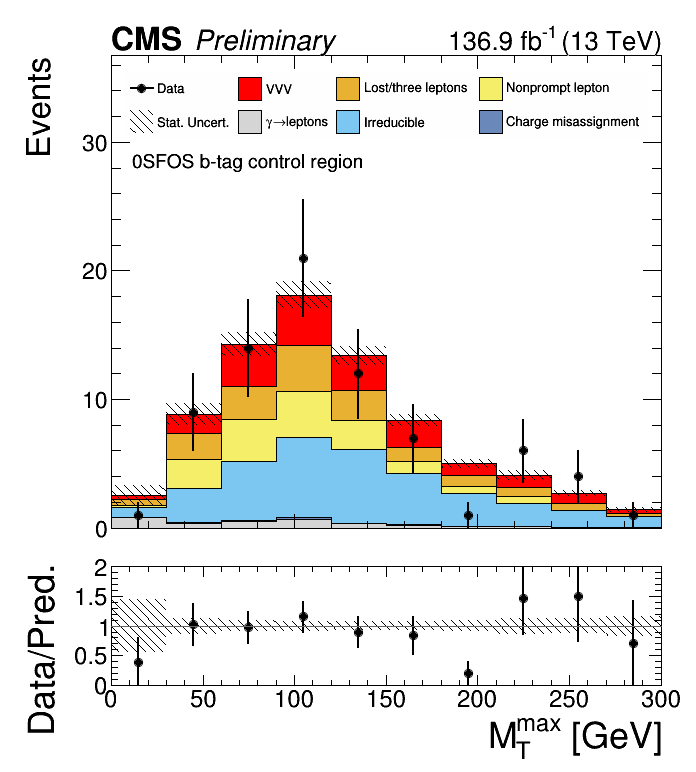 CMS Preliminary 136.9 fb⁻¹ (13 TeV)
Events
Data VVV Lost/three leptons Nonprompt lepton
Stat. Uncert. γ→leptons Irreducible Charge misassignment
0SFOS b-tag control region
30
20
10
0
Data/Pred.
2
1.5
1
0.5
0
0 50 100 150 200 250 300
M_T^max [GeV]